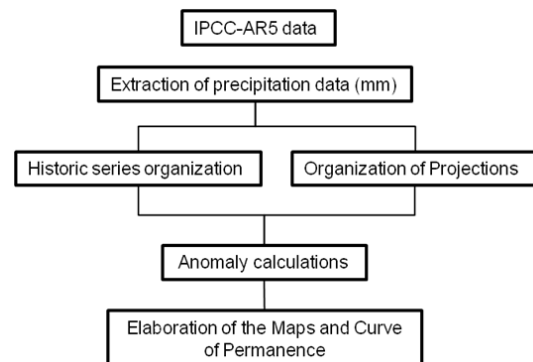 IPCC-AR5 data
Extraction of precipitation data (mm)
Historic series organization
Organization of Projections
Anomaly calculations
Elaboration of the Maps and Curve
of Permanence